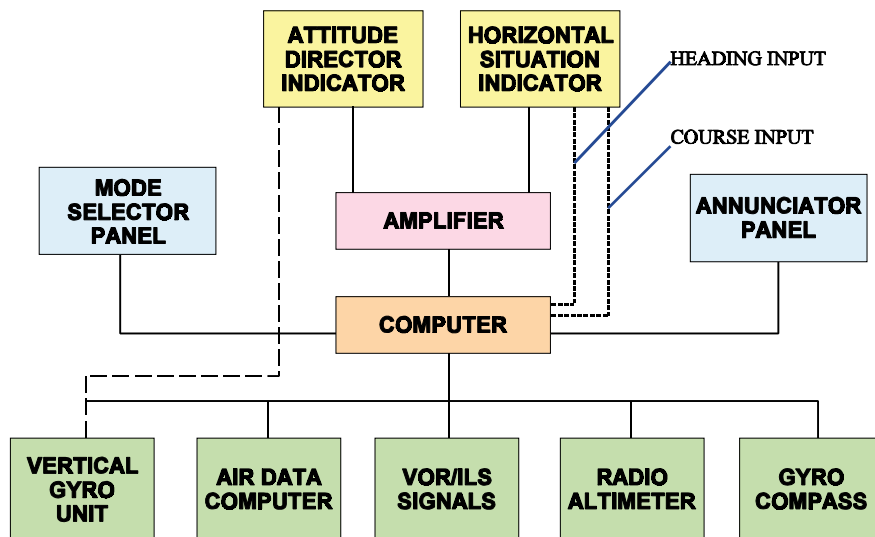 ATTITUDE
DIRECTOR
INDICATOR
HORIZONTAL
SITUATION
INDICATOR
HEADING INPUT
COURSE INPUT
MODE
SELECTOR
PANEL
AMPLIFIER
ANNUNCIATOR
PANEL
COMPUTER
VERTICAL
GYRO
UNIT
AIR DATA
COMPUTER
VOR/ILS
SIGNALS
RADIO
ALTIMETER
GYRO
COMPASS